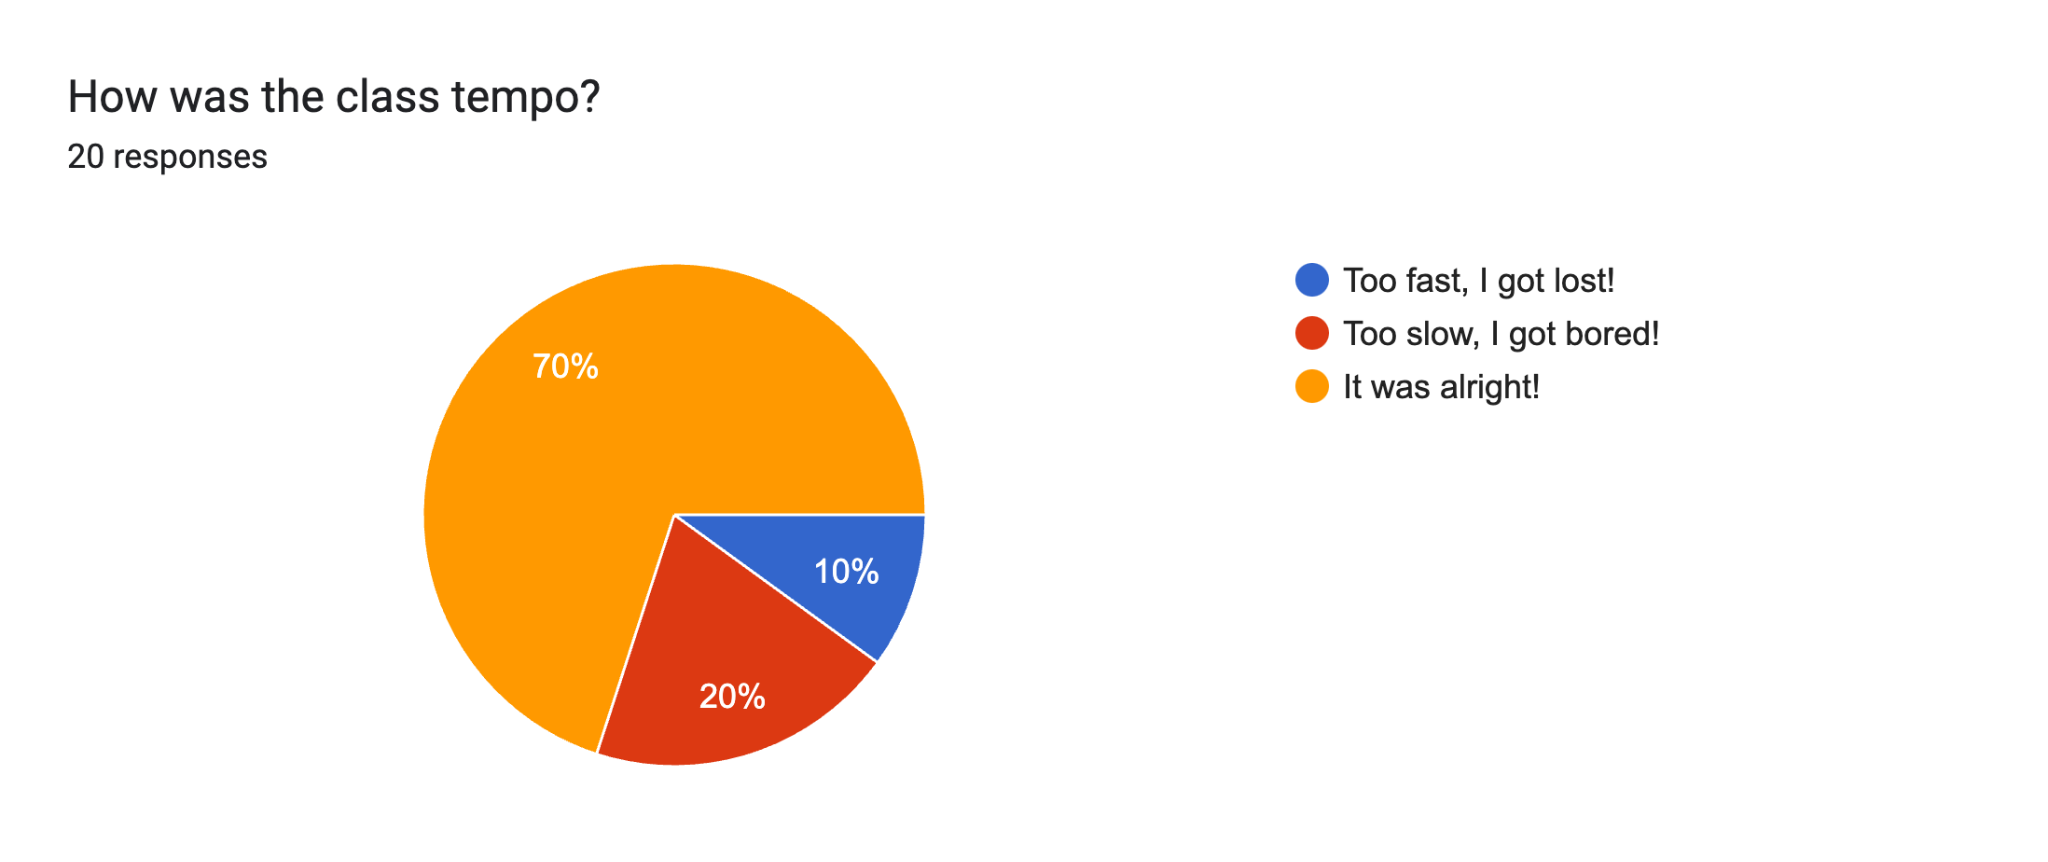 How was the class tempo?
20 responses
Too fast, I got lost!
Too slow, I got bored!
It was alright!
70%
10%
20%